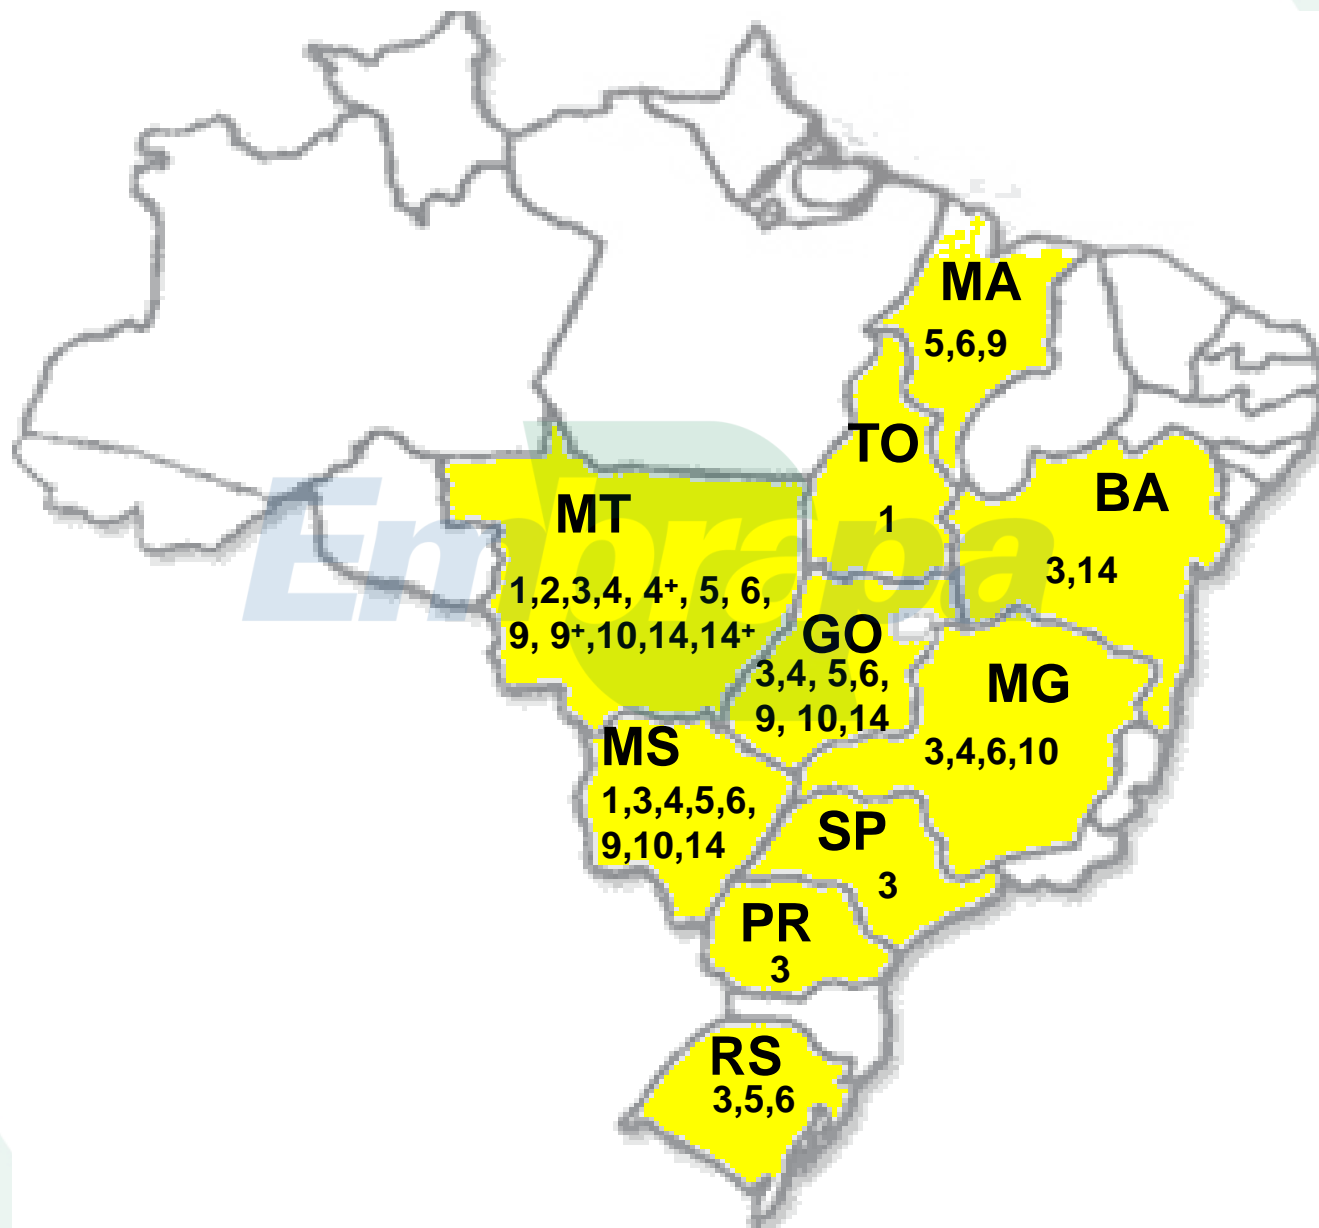 MA
5,6,9
TO
1
BA
3,14
MT
1,2,3,4, 4⁺, 5, 6,
9, 9⁺,10,14,14⁺
Embrapa
GO
3,4, 5,6,
9, 10,14
MG
3,4,6,10
MS
1,3,4,5,6,
9,10,14
SP
3
PR
3
RS
3,5,6